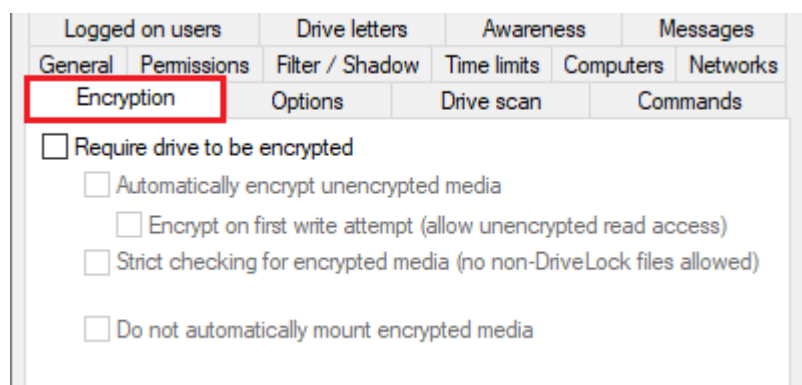 Logged on users Drive letters Awareness Messages
General Permissions Filter / Shadow Time limits Computers Networks
Encryption Options Drive scan Commands
Require drive to be encrypted
Automatically encrypt unencrypted media
Encrypt on first write attempt (allow unencrypted read access)
Strict checking for encrypted media (no non-DriveLock files allowed)
Do not automatically mount encrypted media